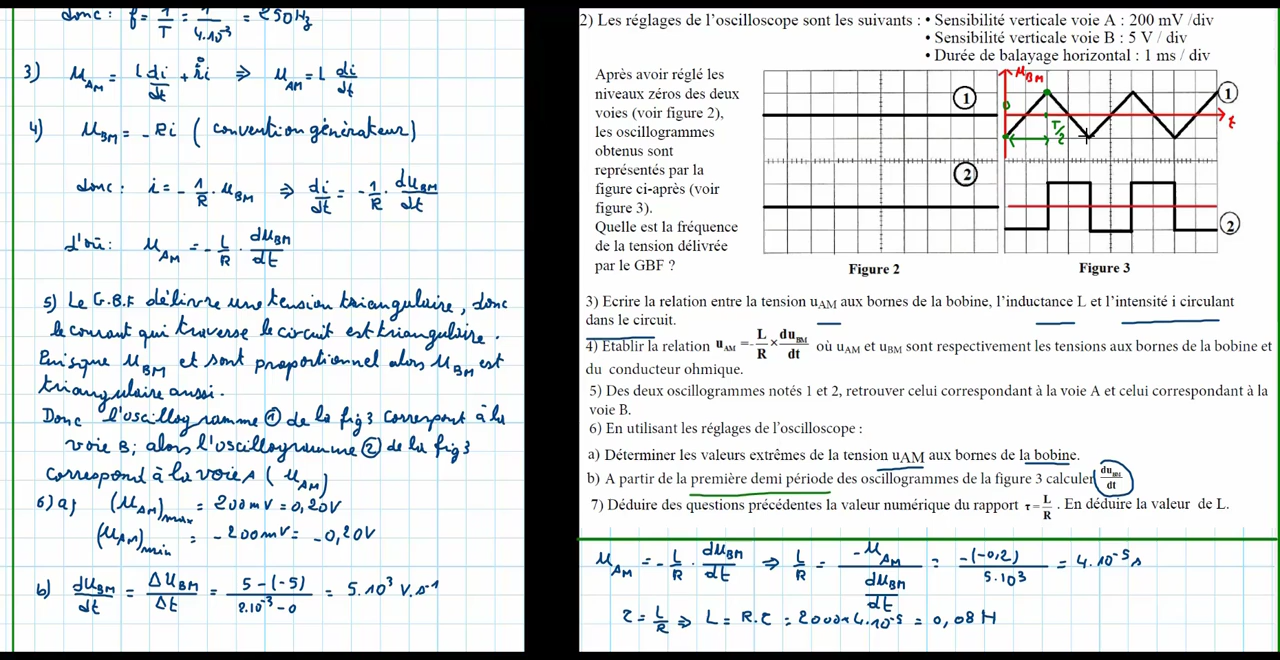 donc : f = 1/T = 1/4.10⁻³ = 250 Hz
3) u_AM = L di/dt + ri ⇒ u_AM = L di/dt
4) u_BM = - Ri ( convention générateur)
donc : i = - 1/R . u_BM ⇒ di/dt = - 1/R . du_BM/dt
d'où : u_AM = - L/R . du_BM/dt
5) Le G.B.F délivre une tension triangulaire, donc
le courant qui traverse le circuit est triangulaire.
Puisque u_BM et sont proportionnel alors u_BM est
triangulaire aussi.
Donc l'oscillogramme ① de la fig 3 correspont à la
voie B; alors l'oscillogramme ② de la fig 3
correspond à la voie A ( u_AM )
6) a) (u_AM)max = 200 mV = 0,20V
(u_AM)min = - 200mV = - 0,20V
b) du_BM/dt = ΔU_BM/Δt = 5-(-5)/2.10⁻³-0 = 5.10³ V.s⁻¹
2) Les réglages de l'oscilloscope sont les suivants : • Sensibilité verticale voie A : 200 mV /div
• Sensibilité verticale voie B : 5 V / div
• Durée de balayage horizontal : 1 ms / div
Après avoir réglé les
niveaux zéros des deux
voies (voir figure 2),
les oscillogrammes
obtenus sont
représentés par la
figure ci-après (voir
figure 3).
Quelle est la fréquence
de la tension délivrée
par le GBF ?
1
2
Figure 2
u_BM
0
T/2
t
1
2
Figure 3
3) Ecrire la relation entre la tension u_AM aux bornes de la bobine, l'inductance L et l'intensité i circulant
dans le circuit.
4) Etablir la relation u_AM = - L/R × du_BM/dt où u_AM et u_BM sont respectivement les tensions aux bornes de la bobine et
du conducteur ohmique.
5) Des deux oscillogrammes notés 1 et 2, retrouver celui correspondant à la voie A et celui correspondant à la
voie B.
6) En utilisant les réglages de l'oscilloscope :
a) Déterminer les valeurs extrêmes de la tension u_AM aux bornes de la bobine.
b) A partir de la première demi période des oscillogrammes de la figure 3 calculer du_BM/dt
7) Déduire des questions précédentes la valeur numérique du rapport τ = L/R . En déduire la valeur de L.
u_AM = - L/R . du_BM/dt ⇒ L/R = -u_AM / du_BM/dt = -(-0,2)/5.10³ = 4.10⁻⁵ s
τ = L/R ⇒ L = R.τ = 2000×4.10⁻⁵ = 0,08 H